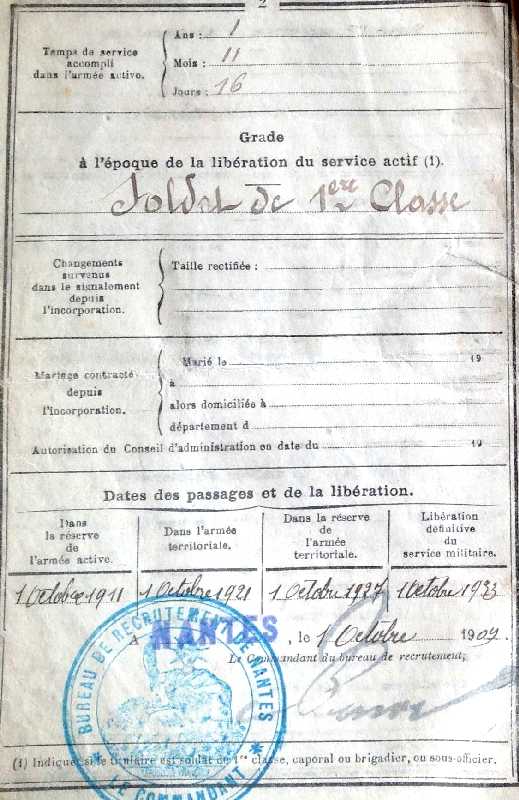 2
Temps de service
accompli
dans l'armée active.
Ans : 1
Mois : 11
Jours : 16
Grade
à l'époque de la libération du service actif (1).
Soldat de 1ère Classe
Changements
survenus
dans le signalement
depuis
l'incorporation.
Taille rectifiée :
Mariage contracté
depuis
l'incorporation.
Marié le 19
à
alors domiciliée à
département d
Autorisation du Conseil d'administration en date du 19
Dates des passages et de la libération.
Dans
la réserve
de
l'armée active.
Dans l'armée
territoriale.
Dans la réserve
de
l'armée
territoriale.
Libération
définitive
du
service militaire.
1 Octobre 1911
1 Octobre 1921
1 Octobre 1927
1 Octobre 1933
A NANTES, le 1 Octobre 1909
Le Commandant du bureau de recrutement,
BUREAU DE RECRUTEMENT DE NANTES
LE COMMANDANT
(1) Indiquer si le titulaire est soldat de 1re classe, caporal ou brigadier, ou sous-officier.